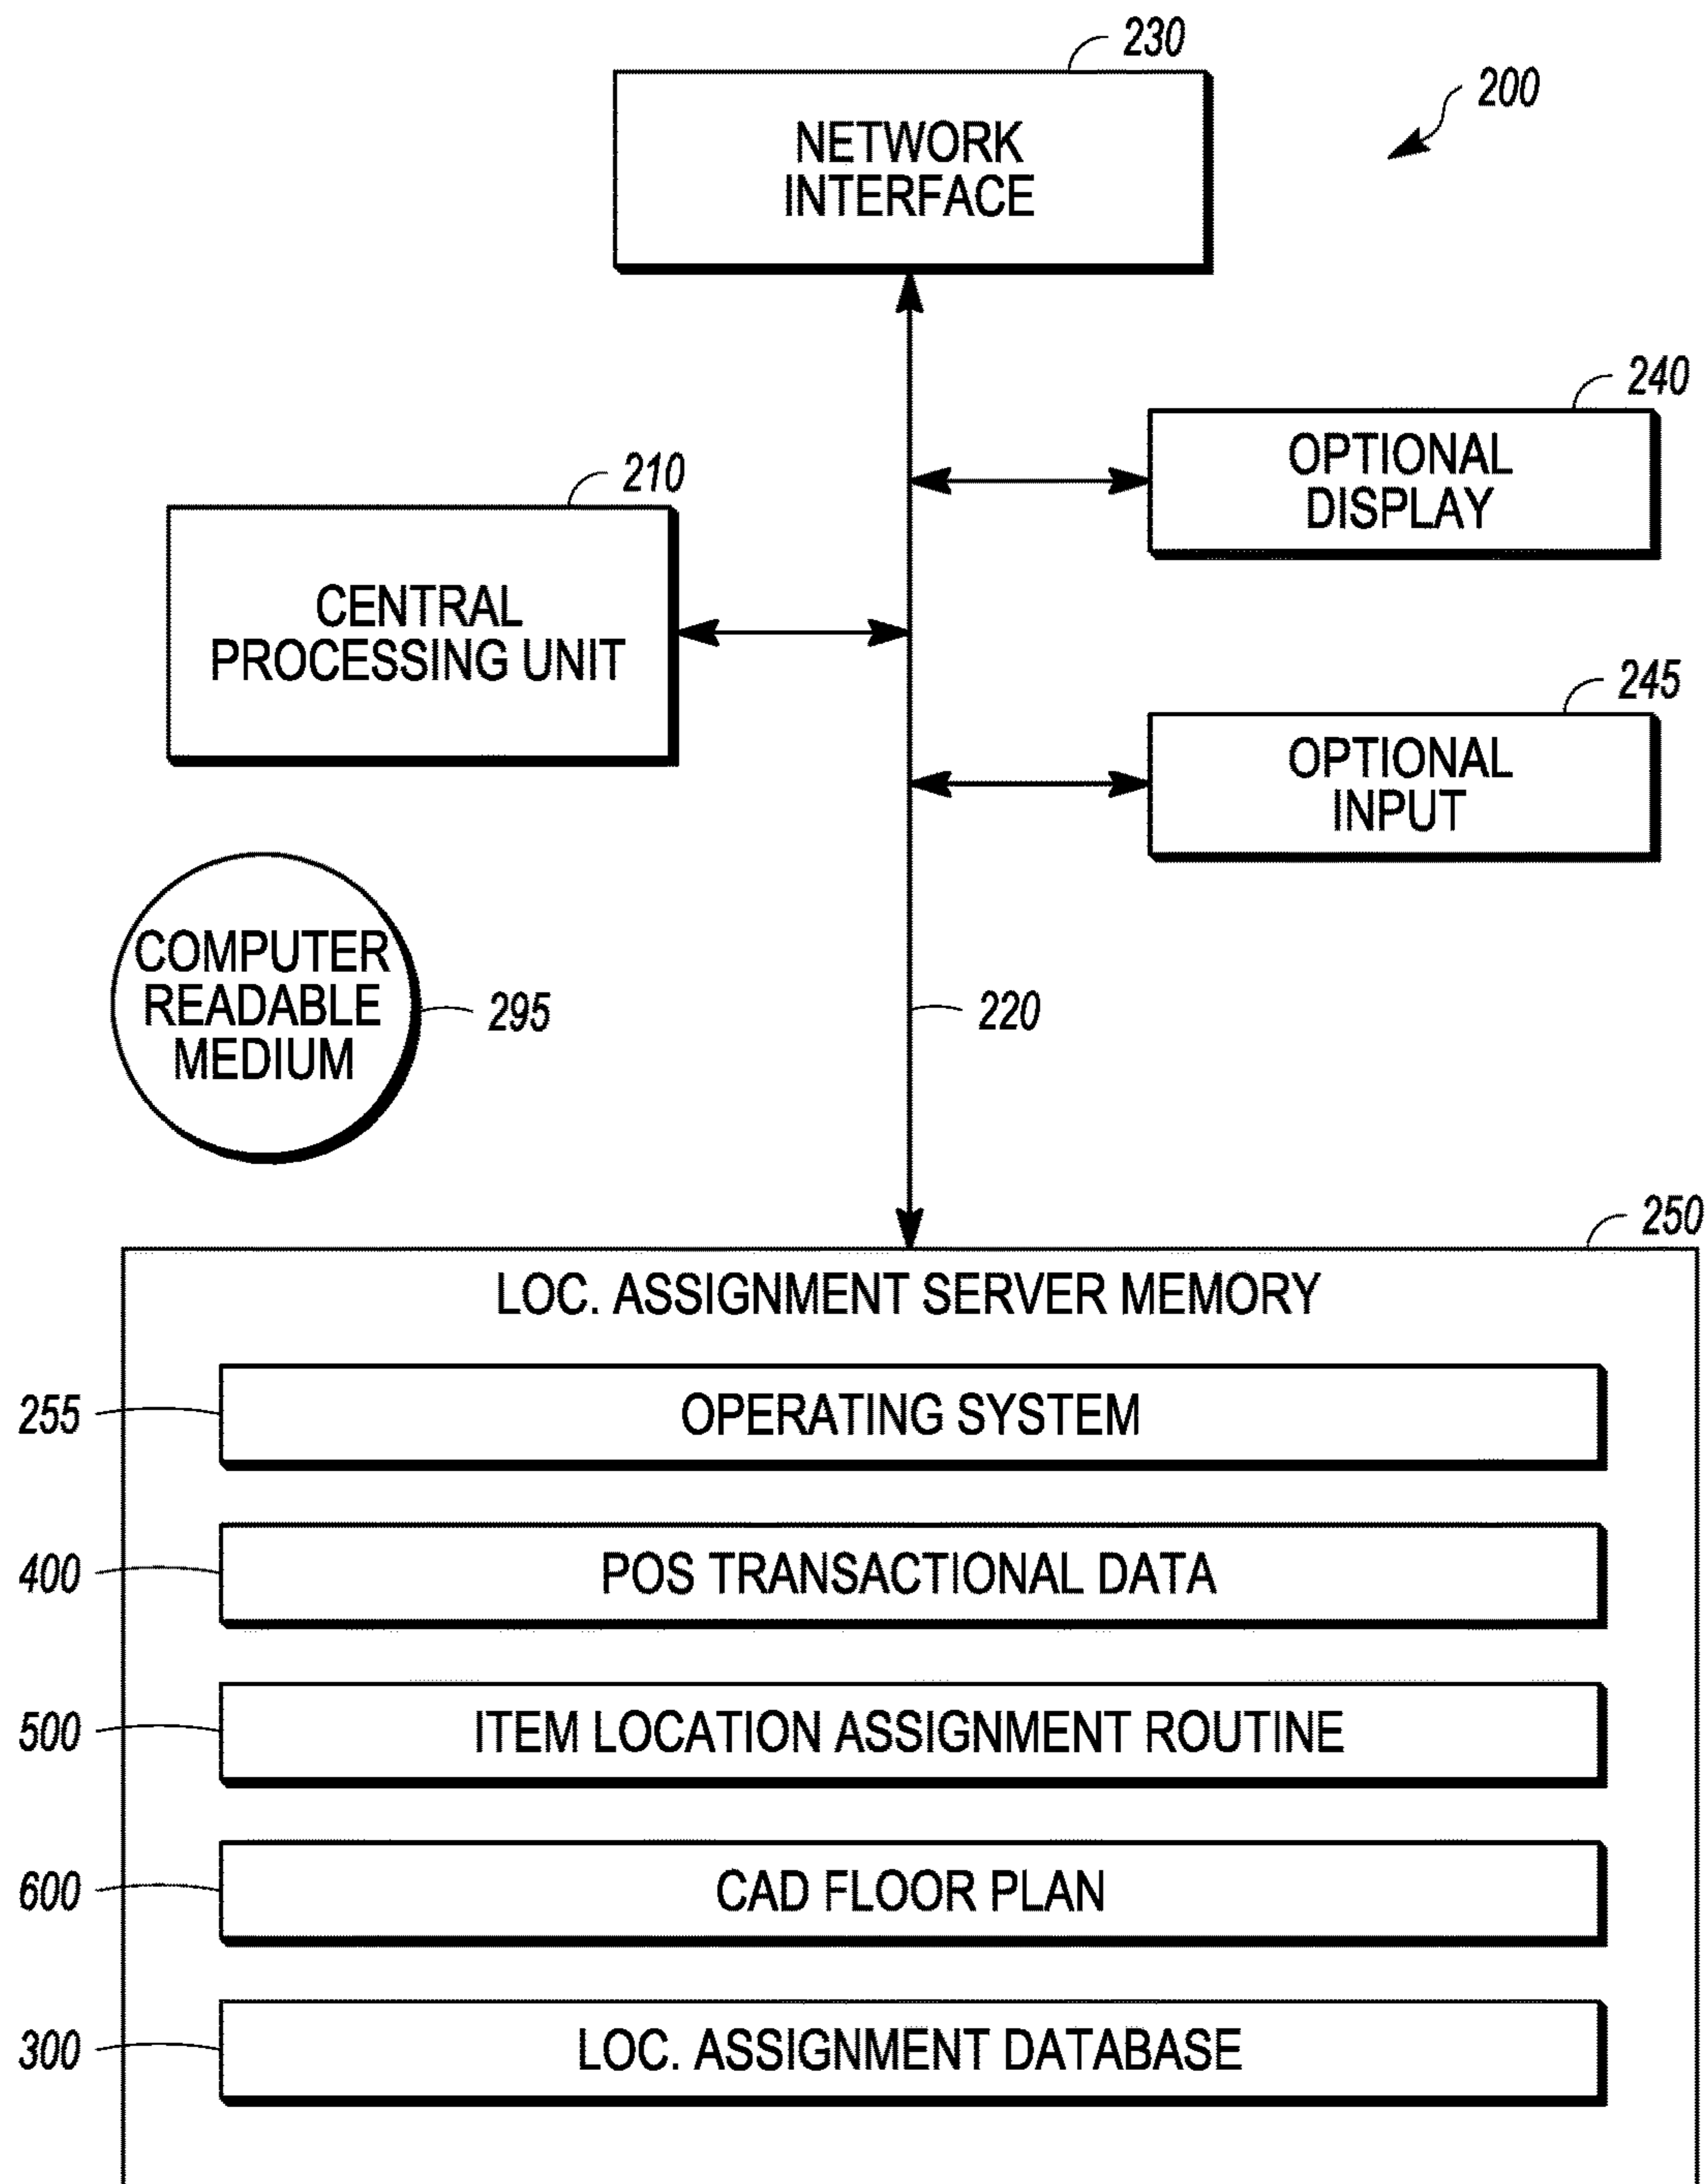 230
200
NETWORK
INTERFACE
240
OPTIONAL
DISPLAY
210
CENTRAL
PROCESSING UNIT
245
OPTIONAL
INPUT
COMPUTER
READABLE
MEDIUM
295
220
250
LOC. ASSIGNMENT SERVER MEMORY
255
OPERATING SYSTEM
400
POS TRANSACTIONAL DATA
500
ITEM LOCATION ASSIGNMENT ROUTINE
600
CAD FLOOR PLAN
300
LOC. ASSIGNMENT DATABASE